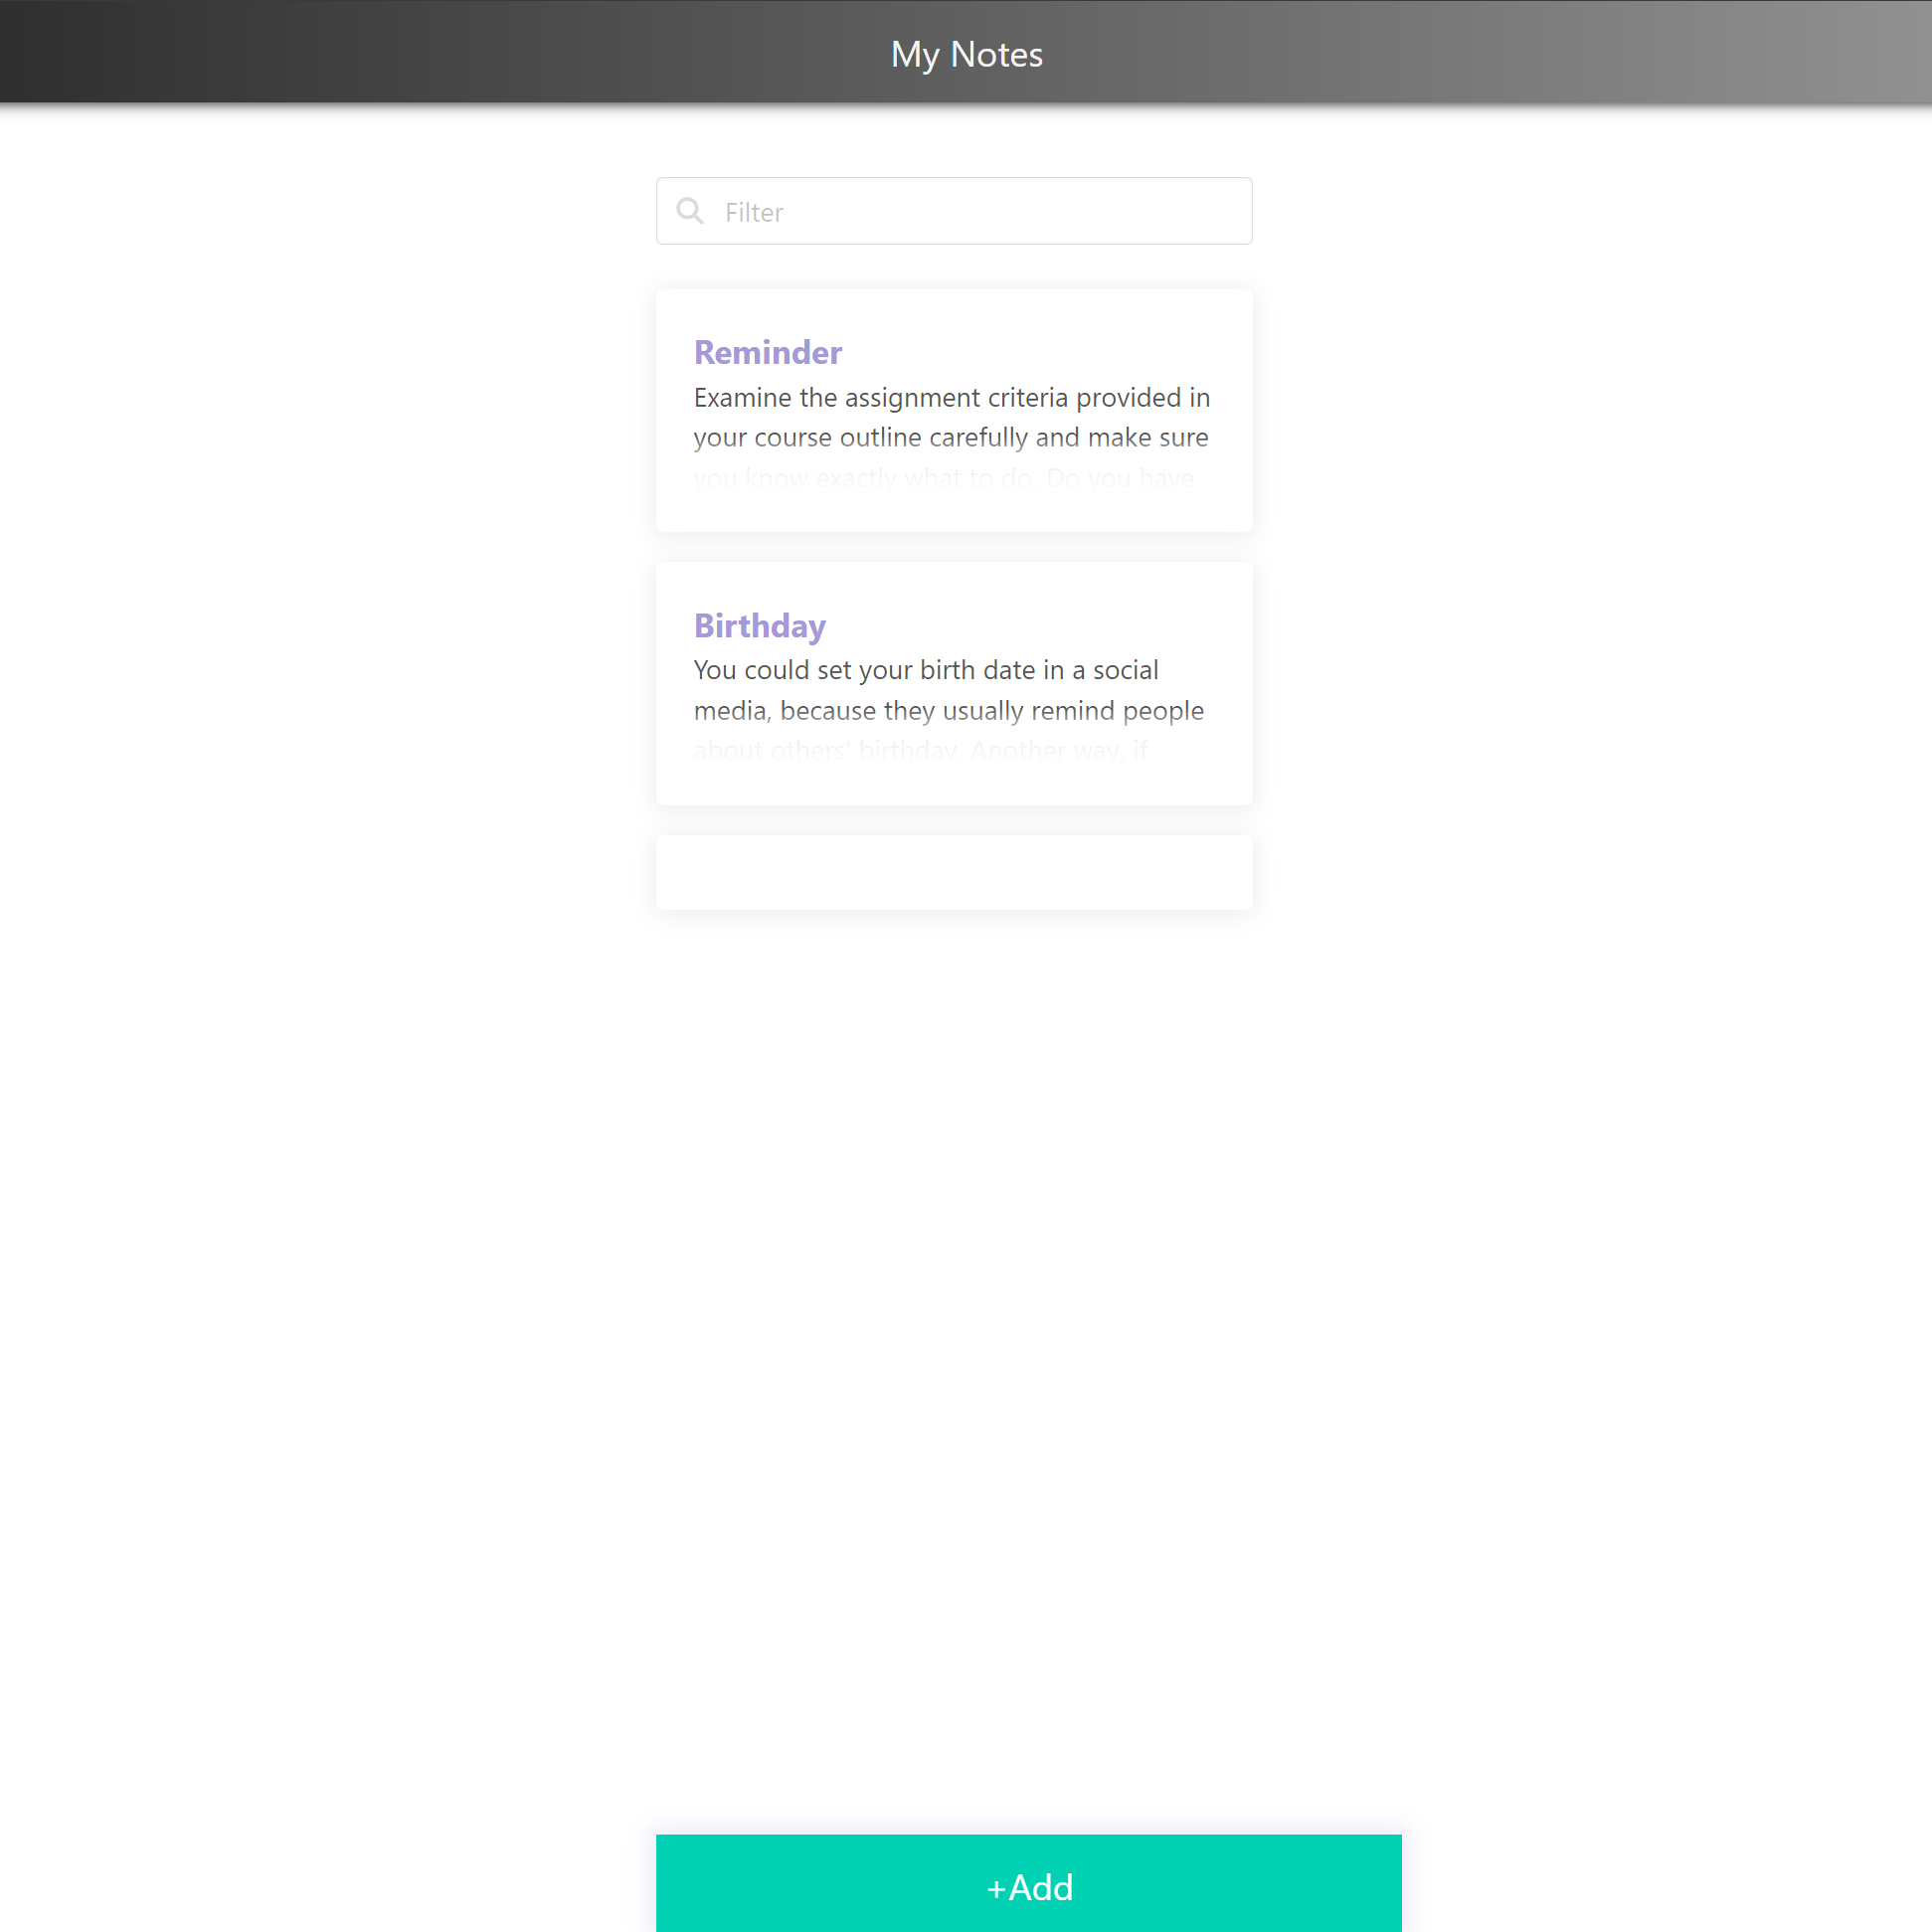 My Notes
Filter
Reminder
Examine the assignment criteria provided in
your course outline carefully and make sure
you know exactly what to do. Do you have
Birthday
You could set your birth date in a social
media, because they usually remind people
about others' birthday. Another way, if
+Add